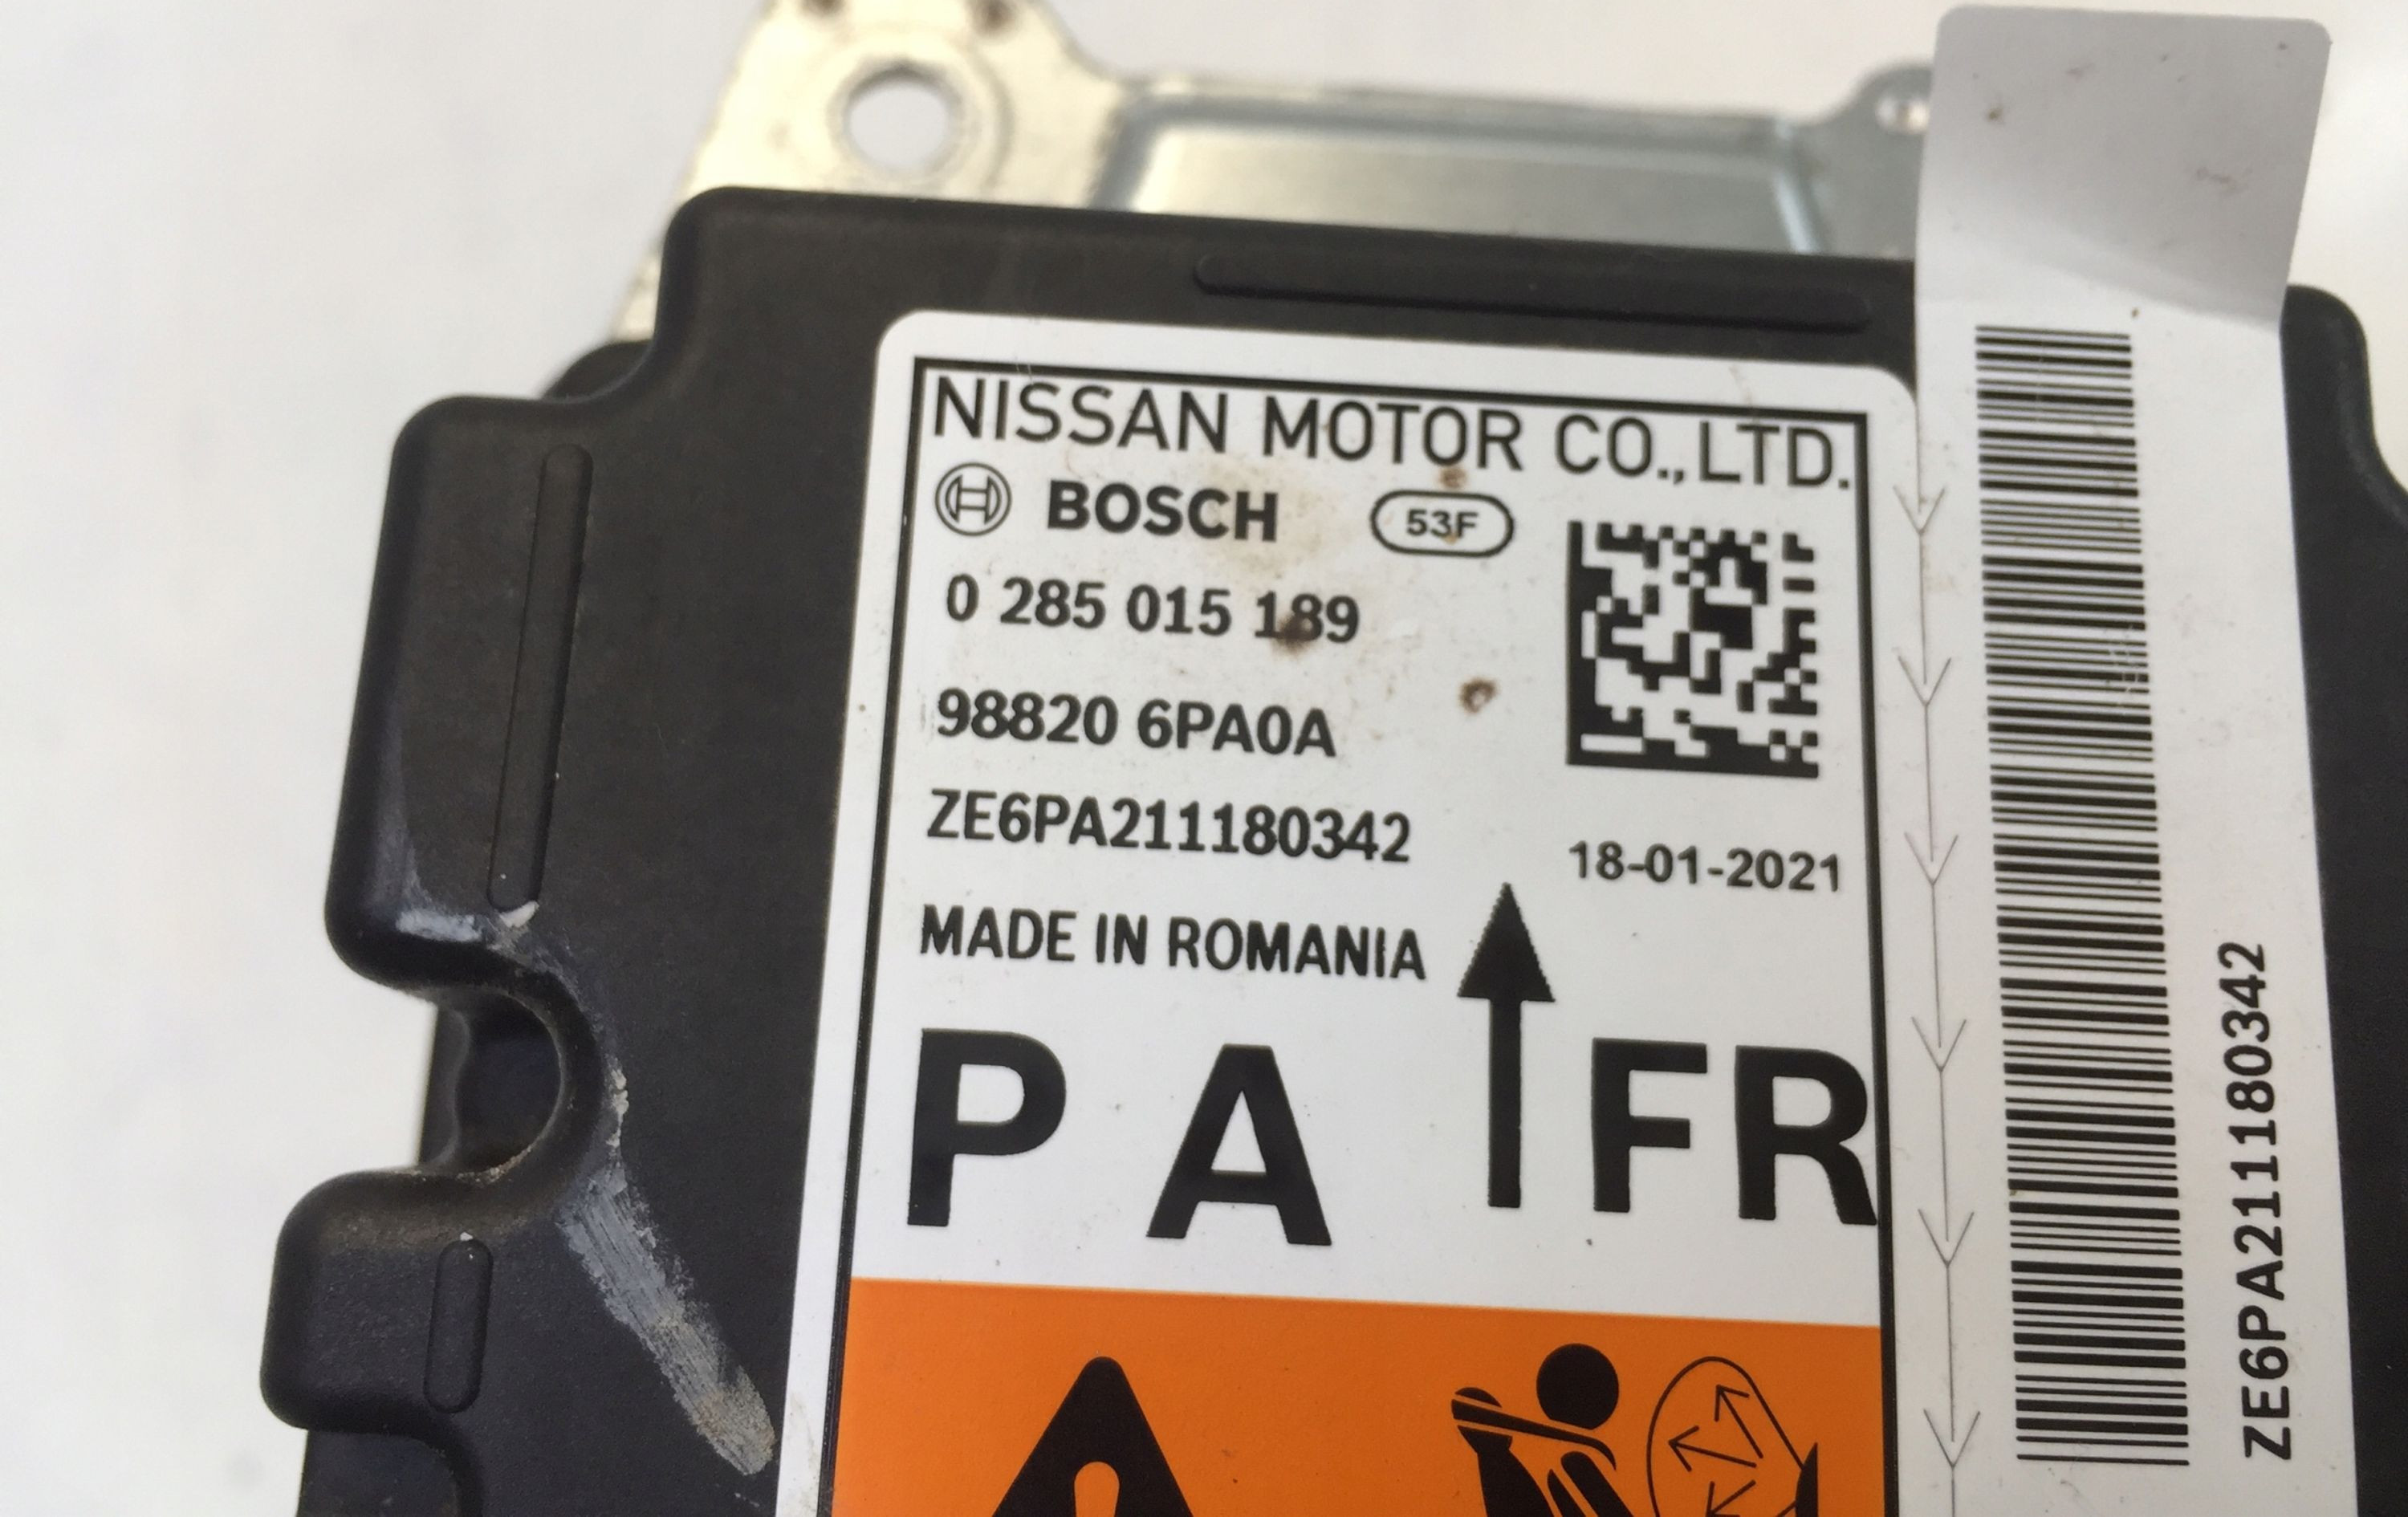 NISSAN MOTOR CO.,LTD.
BOSCH 53F
0 285 015 189
98820 6PA0A
ZE6PA211180342
18-01-2021
MADE IN ROMANIA
P A FR
ZE6PA211180342